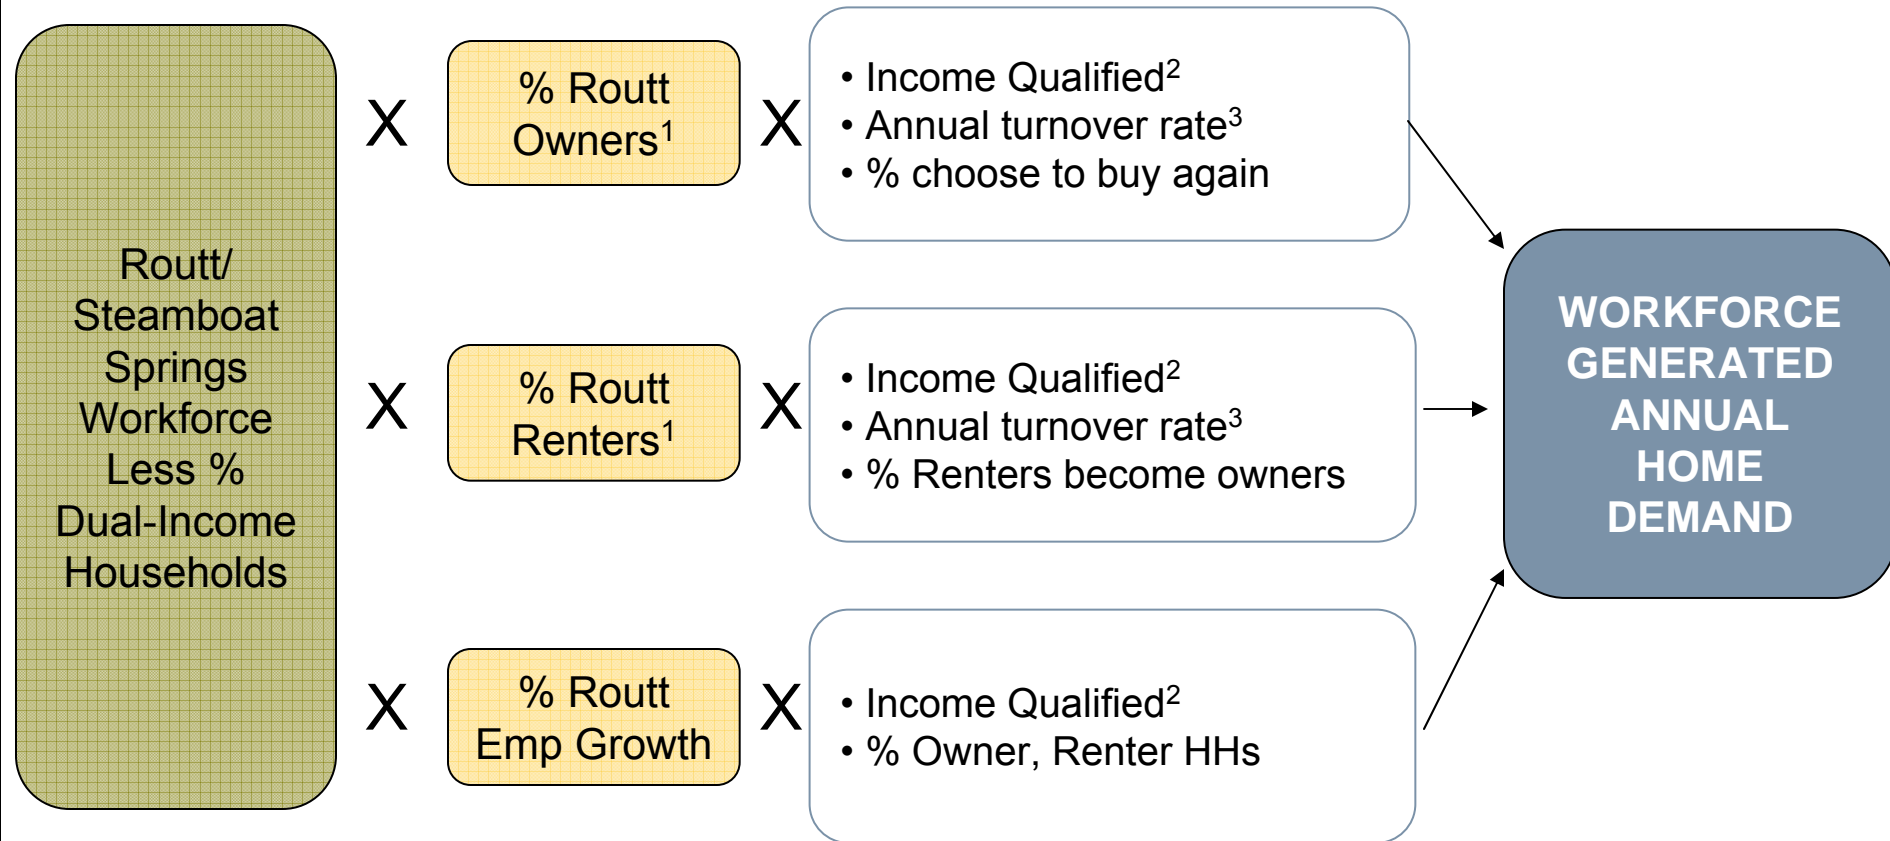 Routt/
Steamboat
Springs
Workforce
Less %
Dual-Income
Households
X
% Routt
Owners¹
X
• Income Qualified²
• Annual turnover rate³
• % choose to buy again
X
% Routt
Renters¹
X
• Income Qualified²
• Annual turnover rate³
• % Renters become owners
X
% Routt
Emp Growth
X
• Income Qualified²
• % Owner, Renter HHs
WORKFORCE
GENERATED
ANNUAL
HOME
DEMAND